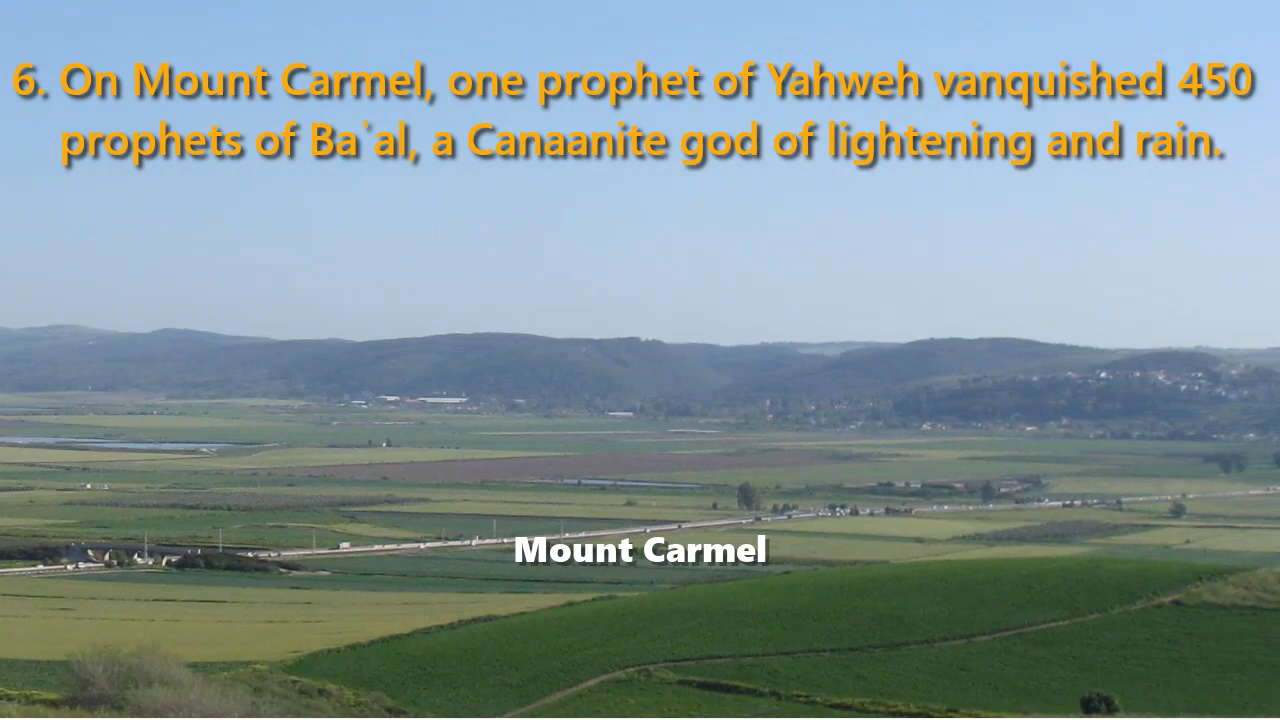 6. On Mount Carmel, one prophet of Yahweh vanquished 450
prophets of Baʿal, a Canaanite god of lightening and rain.
Mount Carmel